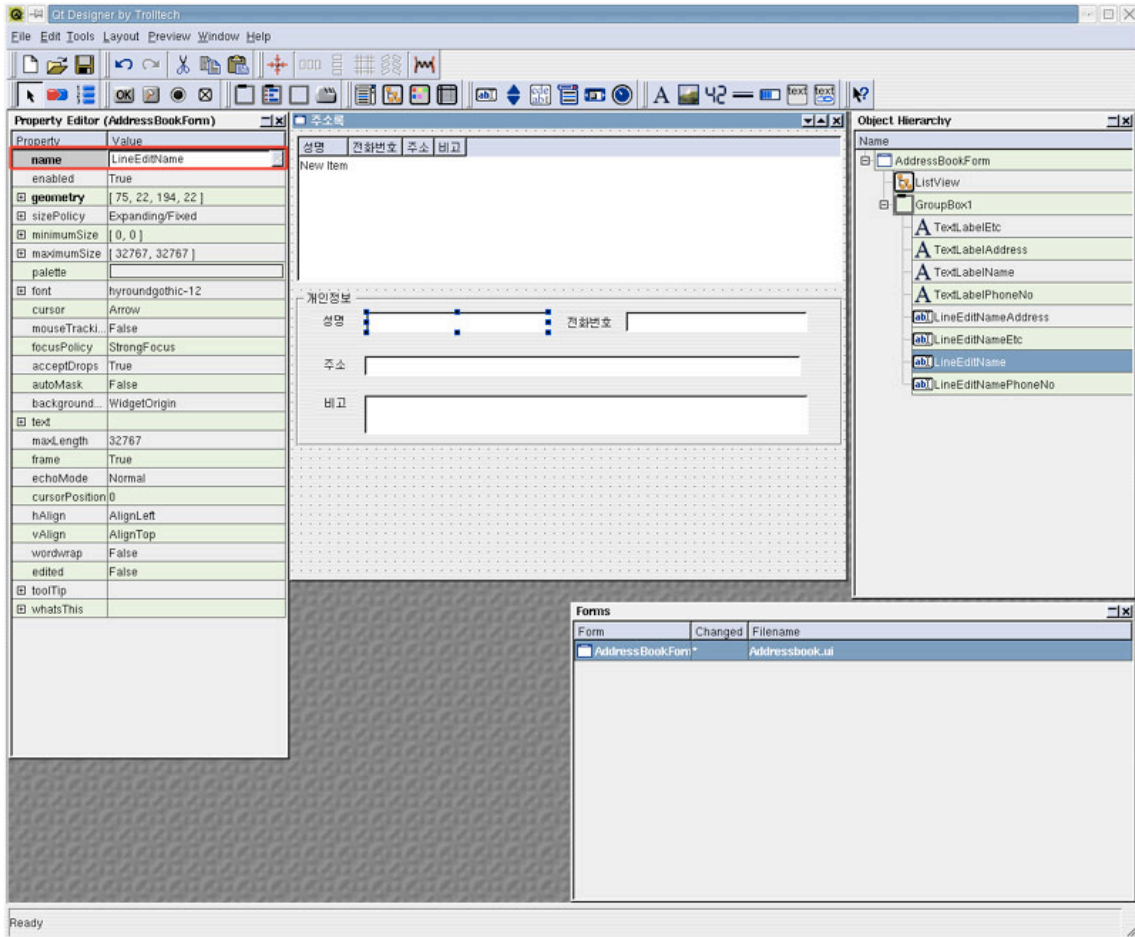 Qt Designer by Trolltech
File Edit Tools Layout Preview Window Help
OK
Property Editor (AddressBookForm)
Property Value
name LineEditName
enabled True
geometry [ 75, 22, 194, 22 ]
sizePolicy Expanding/Fixed
minimumSize [ 0, 0 ]
maximumSize [ 32767, 32767 ]
palette
font hyroundgothic-12
cursor Arrow
mouseTracki... False
focusPolicy StrongFocus
acceptDrops True
autoMask False
background... WidgetOrigin
text
maxLength 32767
frame True
echoMode Normal
cursorPosition 0
hAlign AlignLeft
vAlign AlignTop
wordwrap False
edited False
toolTip
whatsThis
주소록
성명 전화번호 주소 비고
New Item
개인정보
성명 전화번호
주소
비고
Object Hierarchy
Name
AddressBookForm
ListView
GroupBox1
A TextLabelEtc
A TextLabelAddress
A TextLabelName
A TextLabelPhoneNo
ab LineEditNameAddress
ab LineEditNameEtc
ab LineEditName
ab LineEditNamePhoneNo
Forms
Form Changed Filename
AddressBookForm * Addressbook.ui
Ready